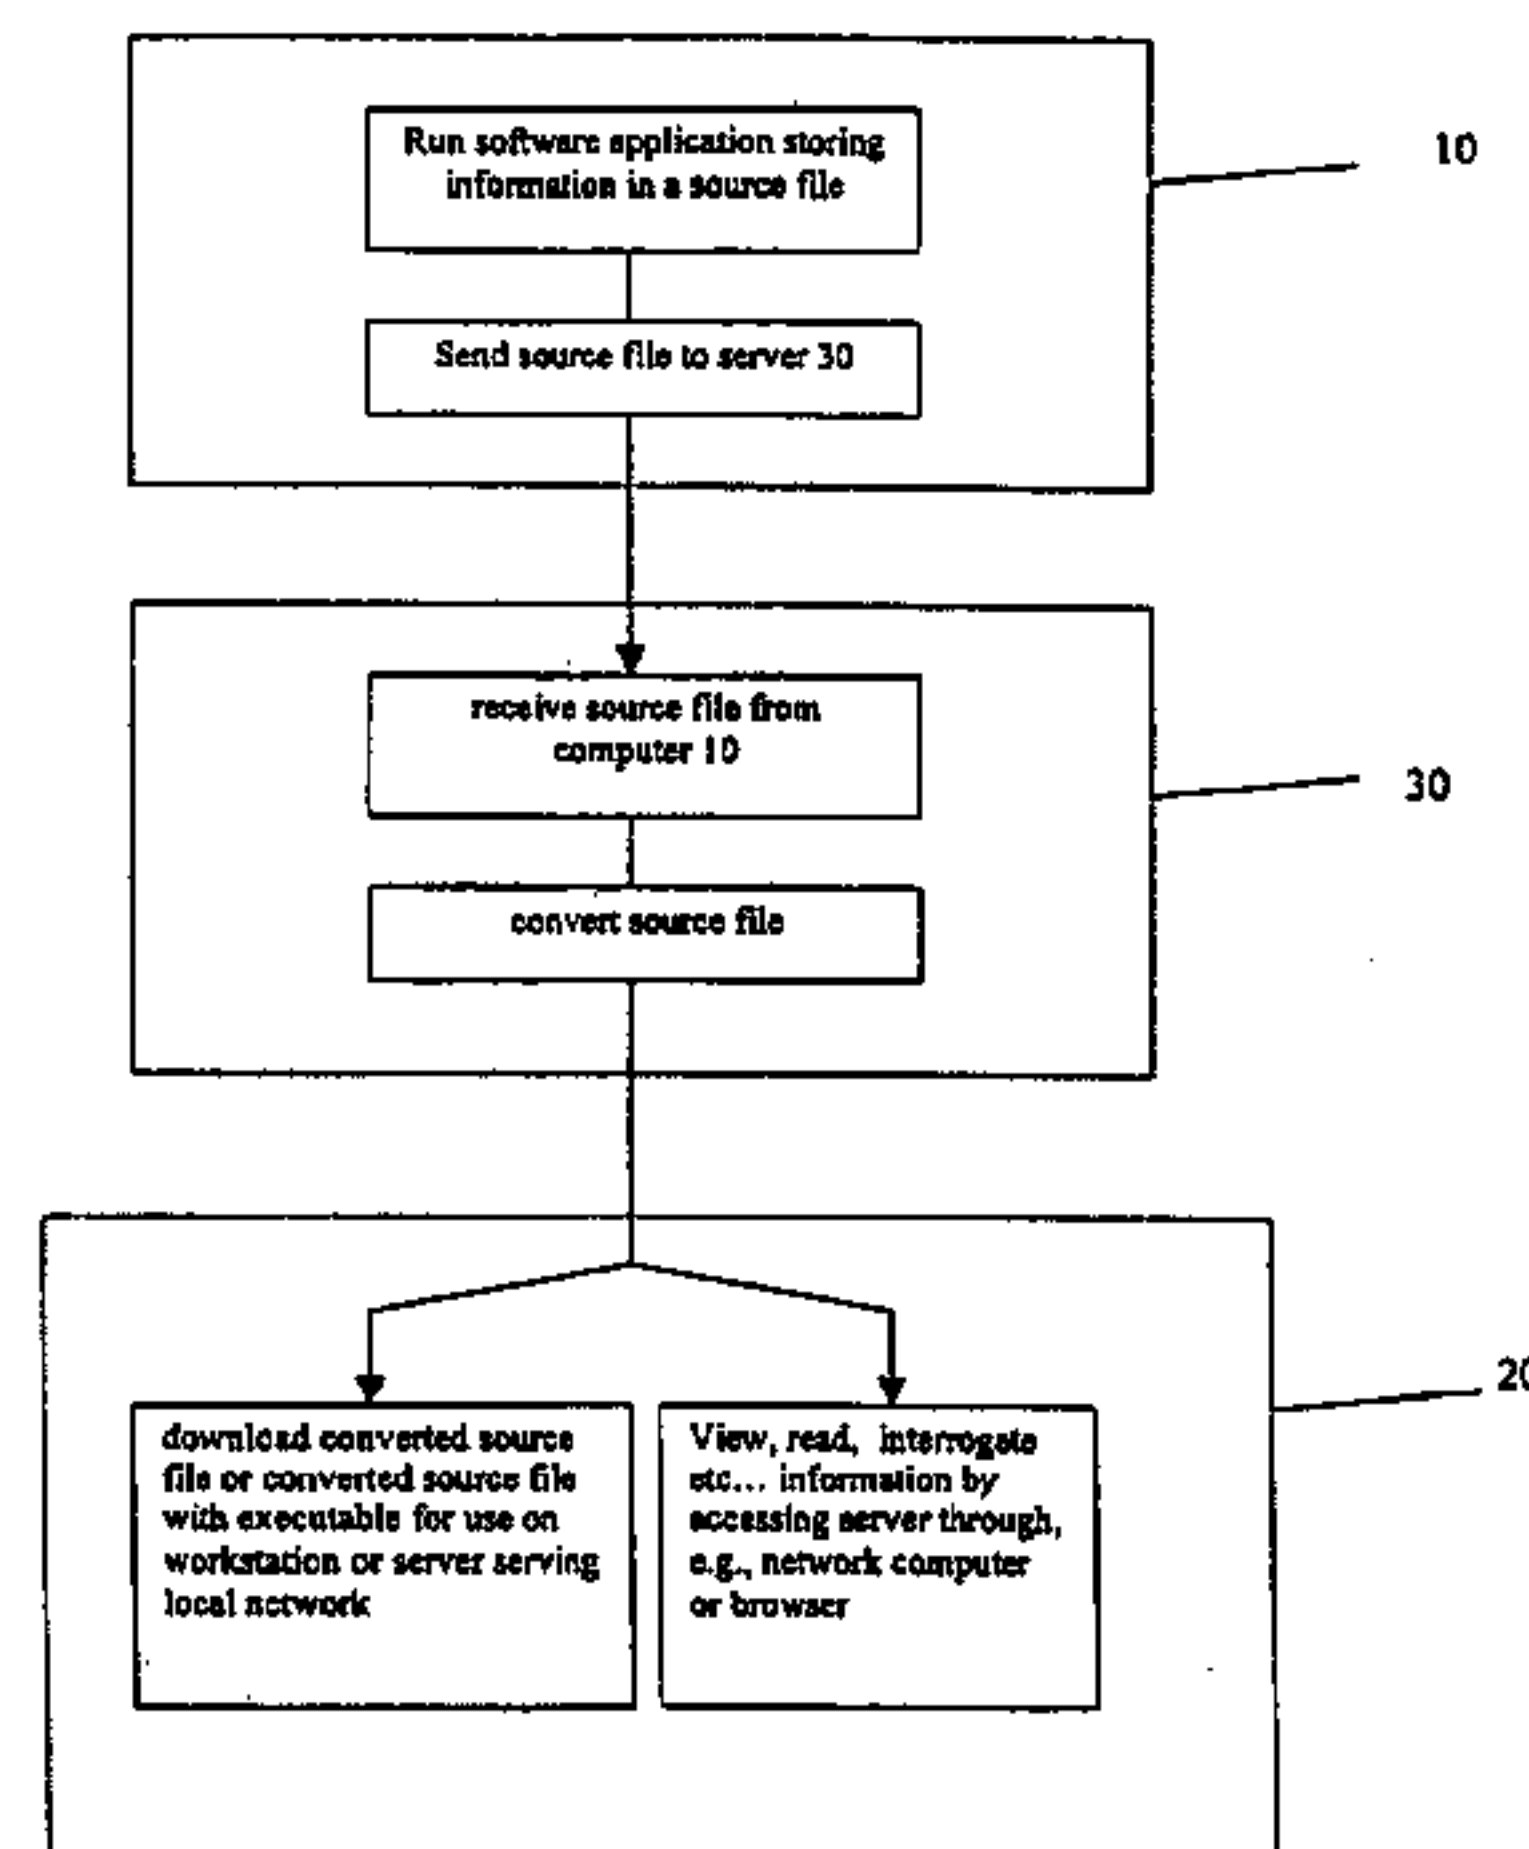 Run software application storing
information in a source file
10
Send source file to server 30
receive source file from
computer 10
30
convert source file
20
download converted source
file or converted source file
with executable for use on
workstation or server serving
local network
View, read, interrogate
etc... information by
accessing server through,
e.g., network computer
or browser